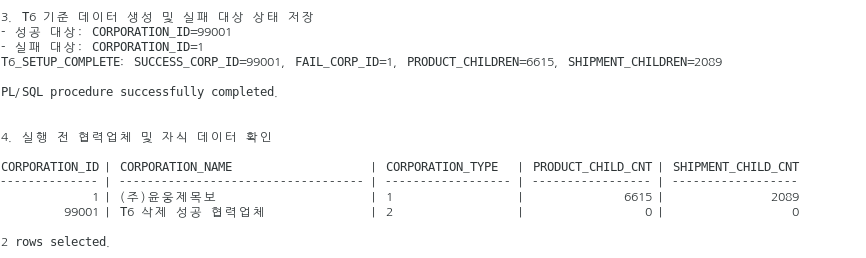 3. T6 기준 데이터 생성 및 실패 대상 상태 저장
- 성공 대상: CORPORATION_ID=99001
- 실패 대상: CORPORATION_ID=1
T6_SETUP_COMPLETE: SUCCESS_CORP_ID=99001, FAIL_CORP_ID=1, PRODUCT_CHILDREN=6615, SHIPMENT_CHILDREN=2089
PL/SQL procedure successfully completed.
4. 실행 전 협력업체 및 자식 데이터 확인
CORPORATION_ID | CORPORATION_NAME | CORPORATION_TYPE | PRODUCT_CHILD_CNT | SHIPMENT_CHILD_CNT
-------------- | ----------------------------------- | ------------------ | ----------------- | ------------------
1 | (주)윤웅제목보 | 1 | 6615 | 2089
99001 | T6 삭제 성공 협력업체 | 2 | 0 | 0
2 rows selected.